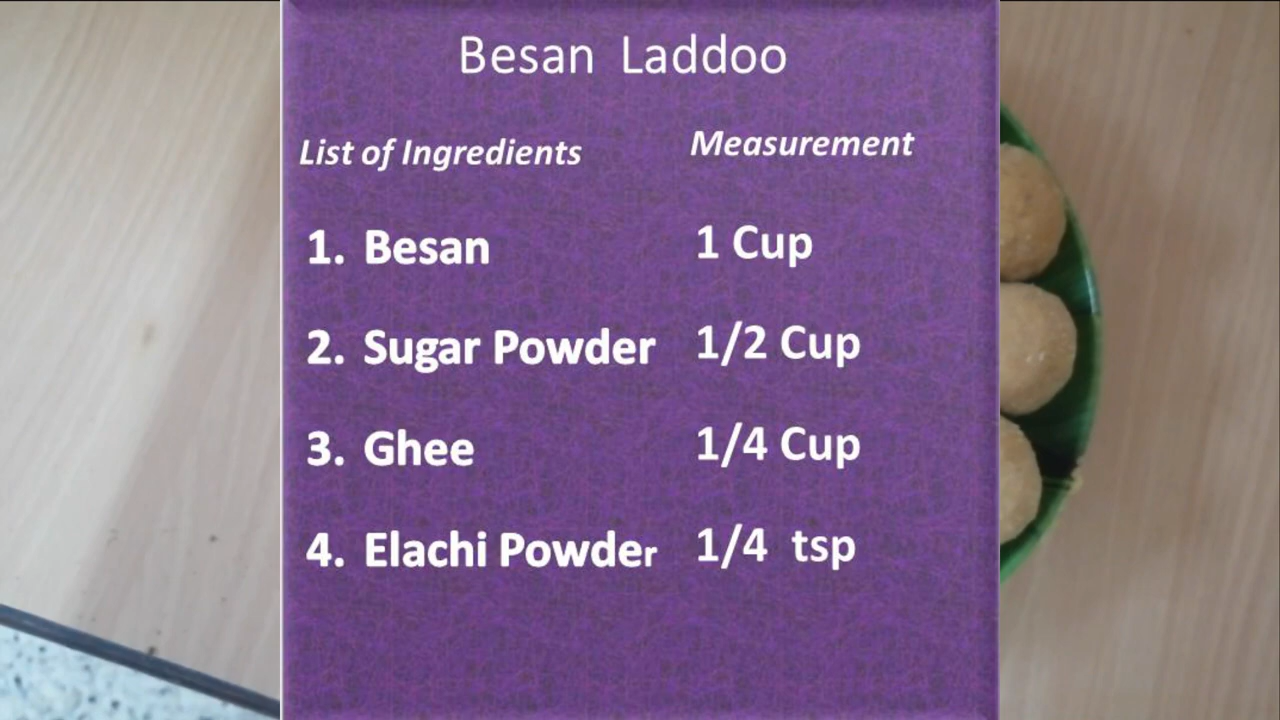 Besan Laddoo
List of Ingredients Measurement
1. Besan 1 Cup
2. Sugar Powder 1/2 Cup
3. Ghee 1/4 Cup
4. Elachi Powder 1/4 tsp